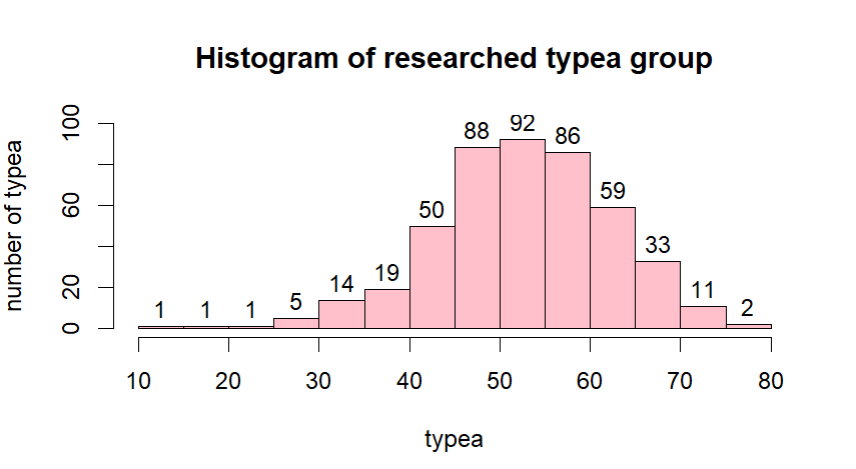 Histogram of researched typea group
number of typea
100
60
20
0
1 1 1 5 14 19 50 88 92 86 59 33 11 2
10 20 30 40 50 60 70 80
typea